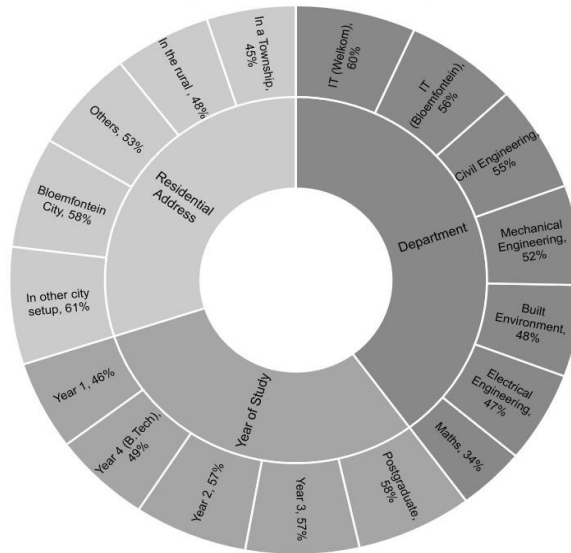 In a Township,
45%
IT (Welkom)
60%
IT
(Bloemfontein)
56%
Civil Engineering,
55%
Mechanical
Engineering,
52%
Built
Environment,
48%
Electrical
Engineering,
47%
Maths, 34%
Postgraduate,
58%
Year 3, 57%
Year 2, 57%
Year 4 (B.Tech),
49%
Year 1, 46%
In other city
setup, 61%
Bloemfontein
City, 58%
Others, 53%
In the rural , 48%
Residential
Address
Department
Year of Study